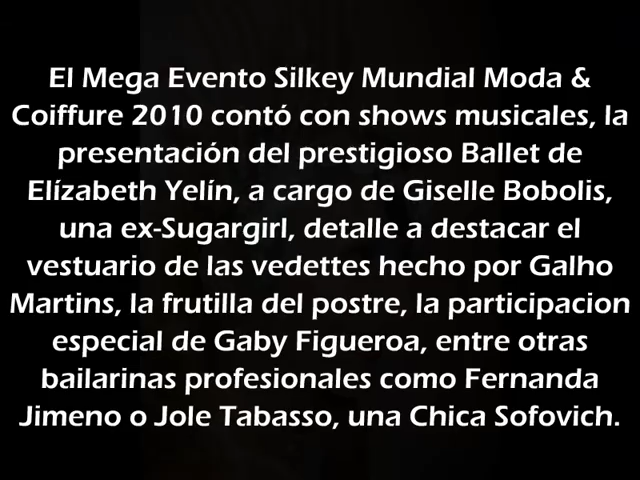 El Mega Evento Silkey Mundial Moda &
Coiffure 2010 contó con shows musicales, la
presentación del prestigioso Ballet de
Elízabeth Yelín, a cargo de Giselle Bobolis,
una ex-Sugargirl, detalle a destacar el
vestuario de las vedettes hecho por Galho
Martins, la frutilla del postre, la participacion
especial de Gaby Figueroa, entre otras
bailarinas profesionales como Fernanda
Jimeno o Jole Tabasso, una Chica Sofovich.